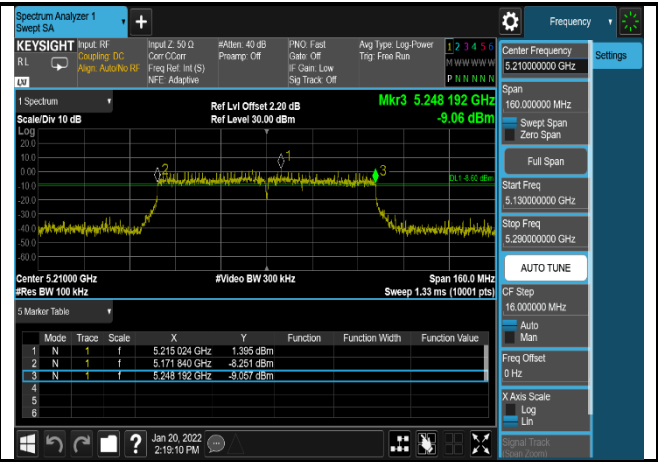 Spectrum Analyzer 1
Swept SA
+
Frequency
KEYSIGHT
RL
LW
Input: RF
Coupling: DC
Align: Auto/No RF
Input Z: 50 Ω
Corr CCorr
Freq Ref: Int (S)
NFE: Adaptive
#Atten: 40 dB
Preamp: Off
PNO: Fast
Gate: Off
IF Gain: Low
Sig Track: Off
Avg Type: Log-Power
Trig: Free Run
1 2 3 4 5 6
M W W W W W
P N N N N N
1 Spectrum
Scale/Div 10 dB
Ref Lvl Offset 2.20 dB
Ref Level 30.00 dBm
Mkr3 5.248 192 GHz
-9.06 dBm
Log
20.0
10.0
0.00
-10.0
-20.0
-30.0
-40.0
-50.0
-60.0
1
2
3
DL1 -8.60 dBm
Center 5.21000 GHz
#Res BW 100 kHz
#Video BW 300 kHz
Span 160.0 MHz
Sweep 1.33 ms (10001 pts)
5 Marker Table
Mode Trace Scale X Y Function Function Width Function Value
1 N 1 f 5.215 024 GHz 1.395 dBm
2 N 1 f 5.171 840 GHz -8.251 dBm
3 N 1 f 5.248 192 GHz -9.057 dBm
4
5
6
?
Jan 20, 2022
2:19:10 PM
Center Frequency
5.210000000 GHz
Settings
Span
160.000000 MHz
Swept Span
Zero Span
Full Span
Start Freq
5.130000000 GHz
Stop Freq
5.290000000 GHz
AUTO TUNE
CF Step
16.000000 MHz
Auto
Man
Freq Offset
0 Hz
X Axis Scale
Log
Lin
Signal Track
(Span Zoom)